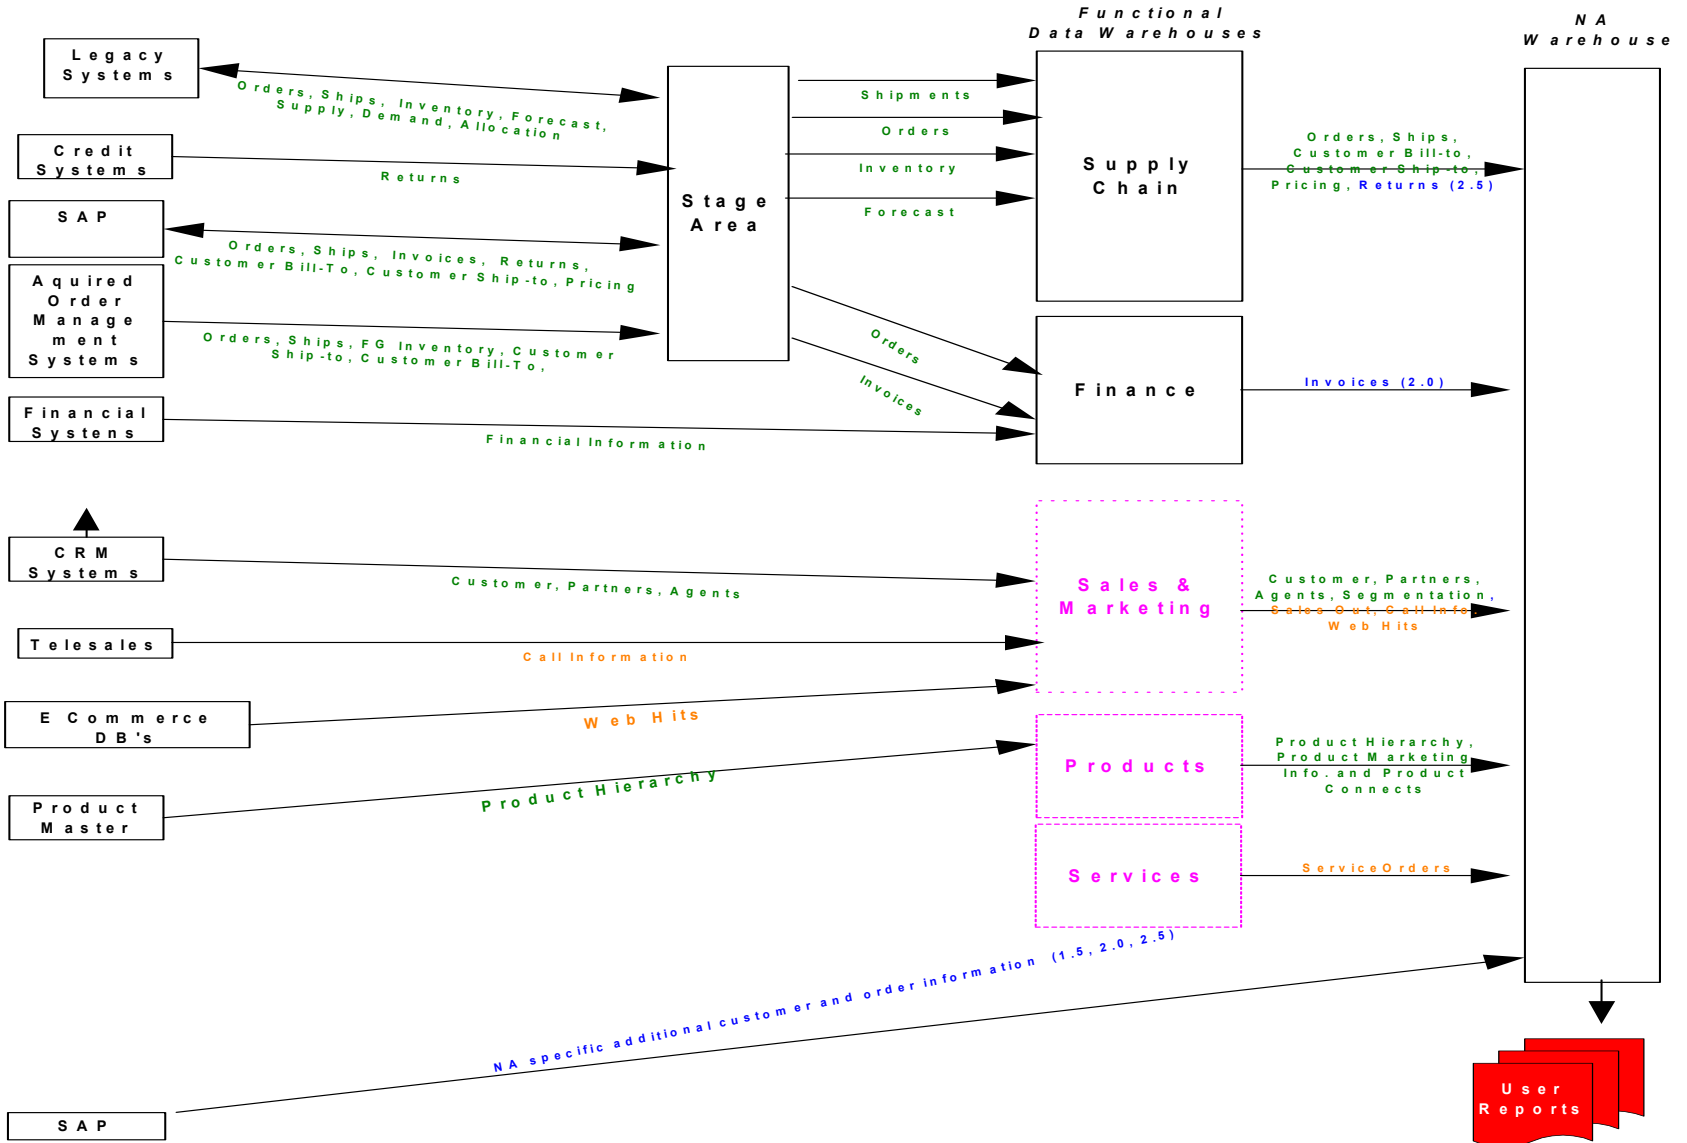 Functional
Data Warehouses
NA
Warehouse
Legacy
Systems
Orders, Ships, Inventory, Forecast,
Supply, Demand, Allocation
Credit
Systems
Returns
SAP
Orders, Ships, Invoices, Returns,
Customer Bill-To, Customer Ship-to, Pricing
Aquired
Order
Manage
ment
Systems
Orders, Ships, FG Inventory, Customer
Ship-to, Customer Bill-To,
Financial
Systens
Financial Information
Stage
Area
Shipments
Orders
Inventory
Forecast
Orders
Invoices
Supply
Chain
Orders, Ships,
Customer Bill-to,
Customer Ship-to,
Pricing, Returns (2.5)
Finance
Invoices (2.0)
CRM
Systems
Customer, Partners, Agents
Telesales
Call Information
E Commerce
DB's
Web Hits
Product
Master
Product Hierarchy
Sales &
Marketing
Customer, Partners,
Agents, Segmentation,
Sales Out, Call Info,
Web Hits
Products
Product Hierarchy,
Product Marketing
Info. and Product
Connects
Services
Service Orders
NA specific additional customer and order information (1.5, 2.0, 2.5)
SAP
User
Reports